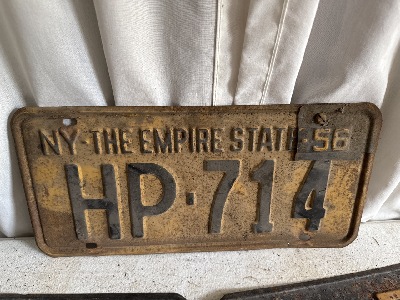 NY·THE EMPIRE STATE·56
HP·714